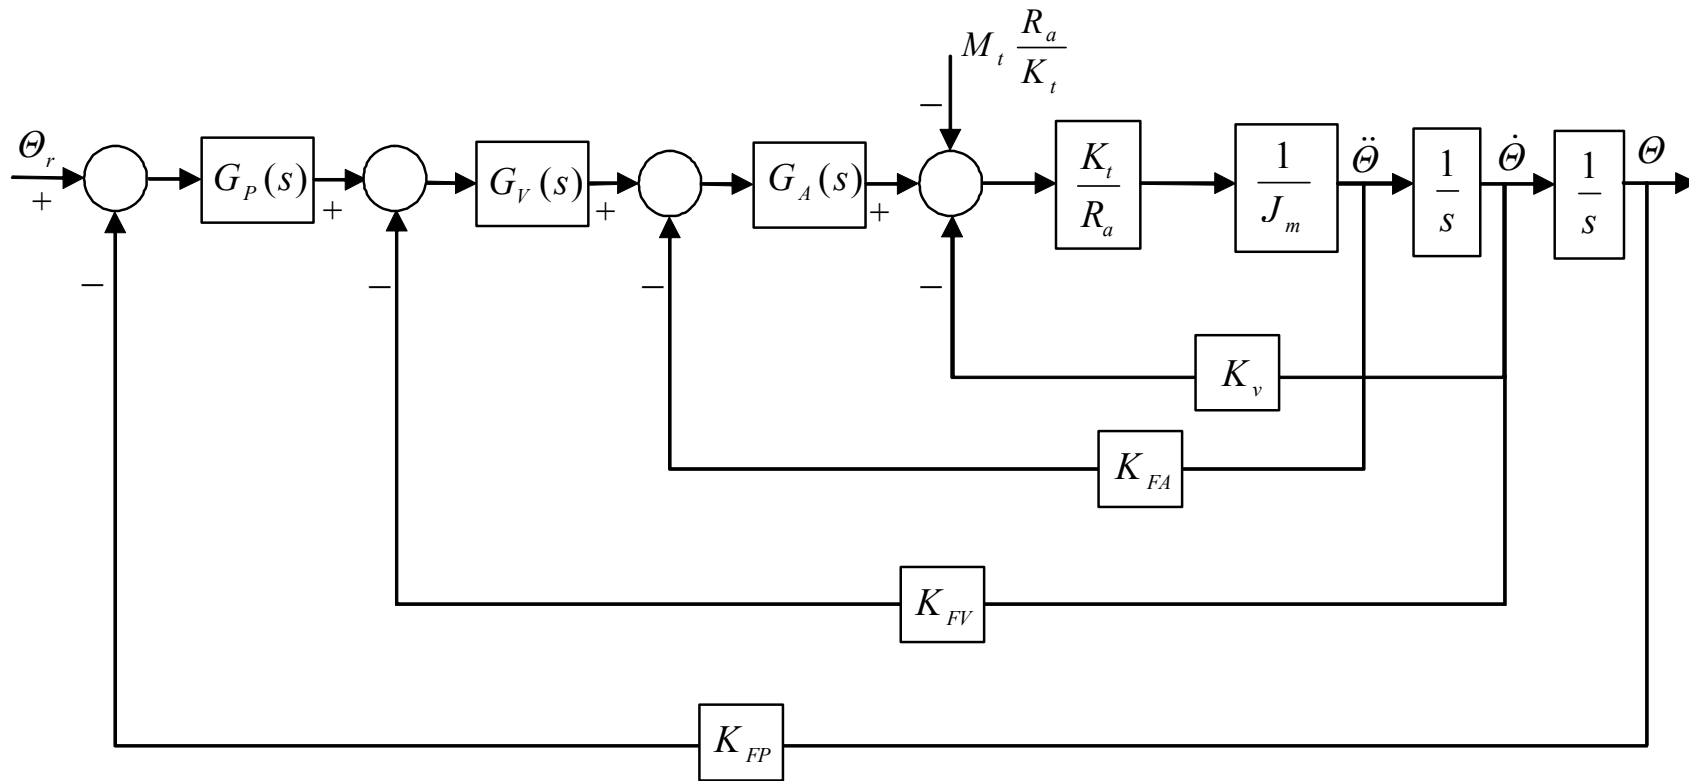 M_t R_a / K_t
−
Θ_r
+
G_P(s)
+
G_V(s)
+
G_A(s)
+
K_t / R_a
1 / J_m
Θ̈
1 / s
Θ̇
1 / s
Θ
−
−
−
−
K_v
K_FA
K_FV
K_FP